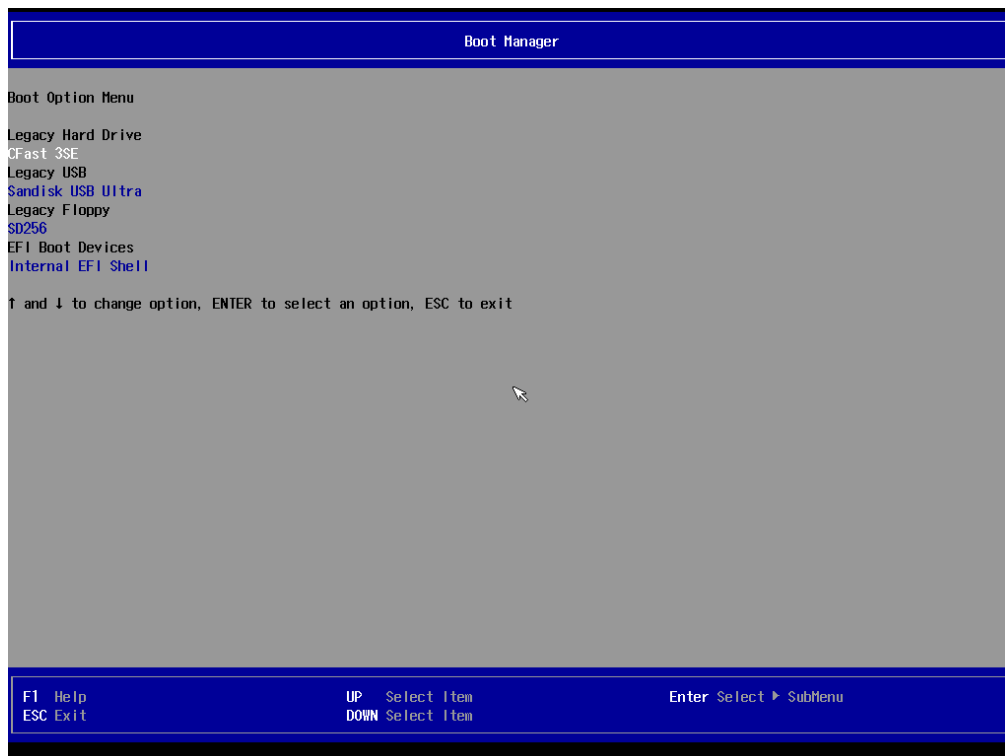 Boot Manager
Boot Option Menu
Legacy Hard Drive
CFast 3SE
Legacy USB
Sandisk USB Ultra
Legacy Floppy
SD256
EFI Boot Devices
Internal EFI Shell
↑ and ↓ to change option, ENTER to select an option, ESC to exit
F1 Help UP Select Item Enter Select ▶ SubMenu
ESC Exit DOWN Select Item